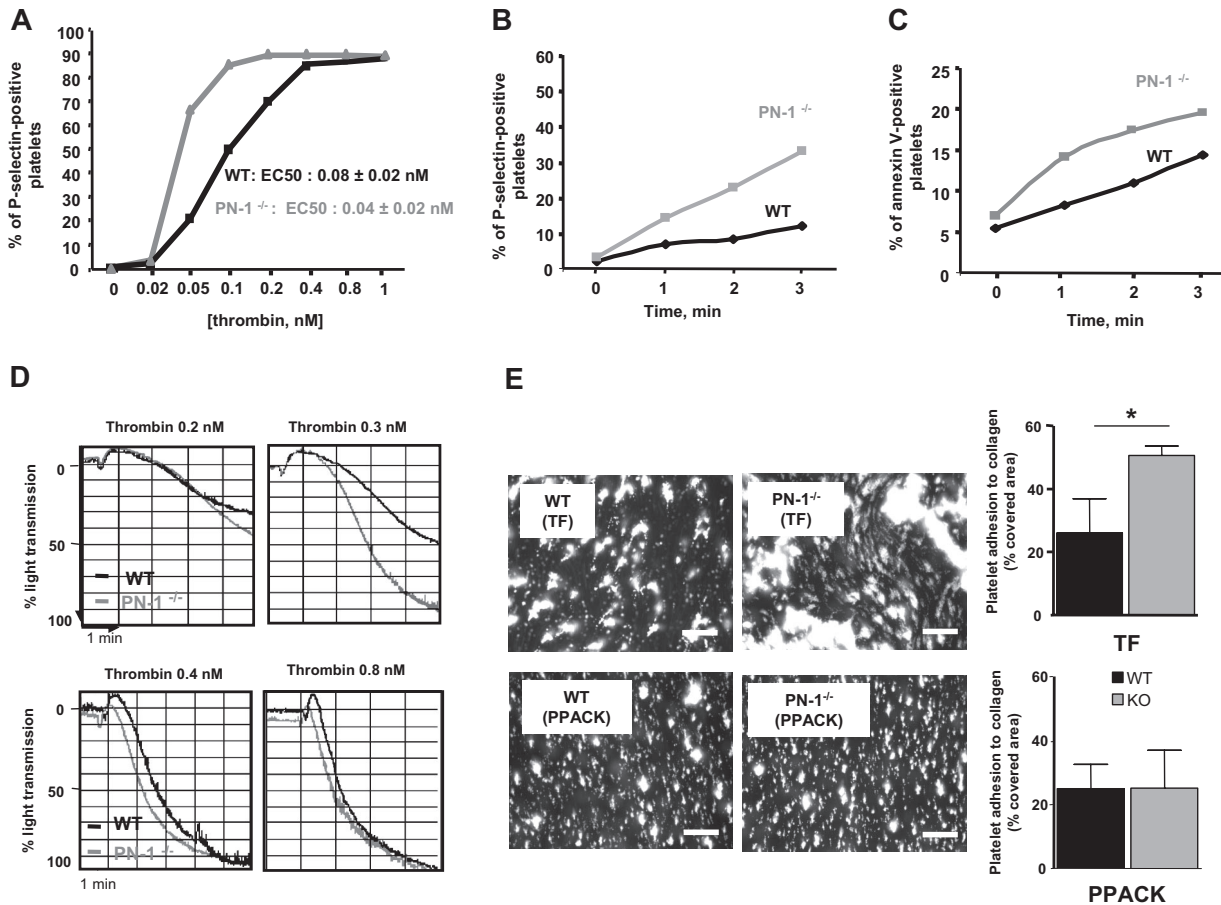 A
% of P-selectin-positive
platelets
100
90
80
70
60
50
40
30
20
10
0
WT: EC50 : 0.08 ± 0.02 nM
PN-1 -/- : EC50 : 0.04 ± 0.02 nM
0 0.02 0.05 0.1 0.2 0.4 0.8 1
[thrombin, nM]
B
% of P-selectin-positive
platelets
60
50
40
30
20
10
0
PN-1 -/-
WT
0 1 2 3
Time, min
C
% of annexin V-positive
platelets
25
20
15
10
5
0
PN-1 -/-
WT
0 1 2 3
Time, min
D
Thrombin 0.2 nM
Thrombin 0.3 nM
% light transmission
0
50
100
WT
PN-1 -/-
1 min
Thrombin 0.4 nM
Thrombin 0.8 nM
% light transmission
0
50
100
WT
PN-1 -/-
1 min
E
WT
(TF)
PN-1-/-
(TF)
WT
(PPACK)
PN-1-/-
(PPACK)
Platelet adhesion to collagen
(% covered area)
60
40
20
0
*
TF
Platelet adhesion to collagen
(% covered area)
60
40
20
0
WT
KO
PPACK